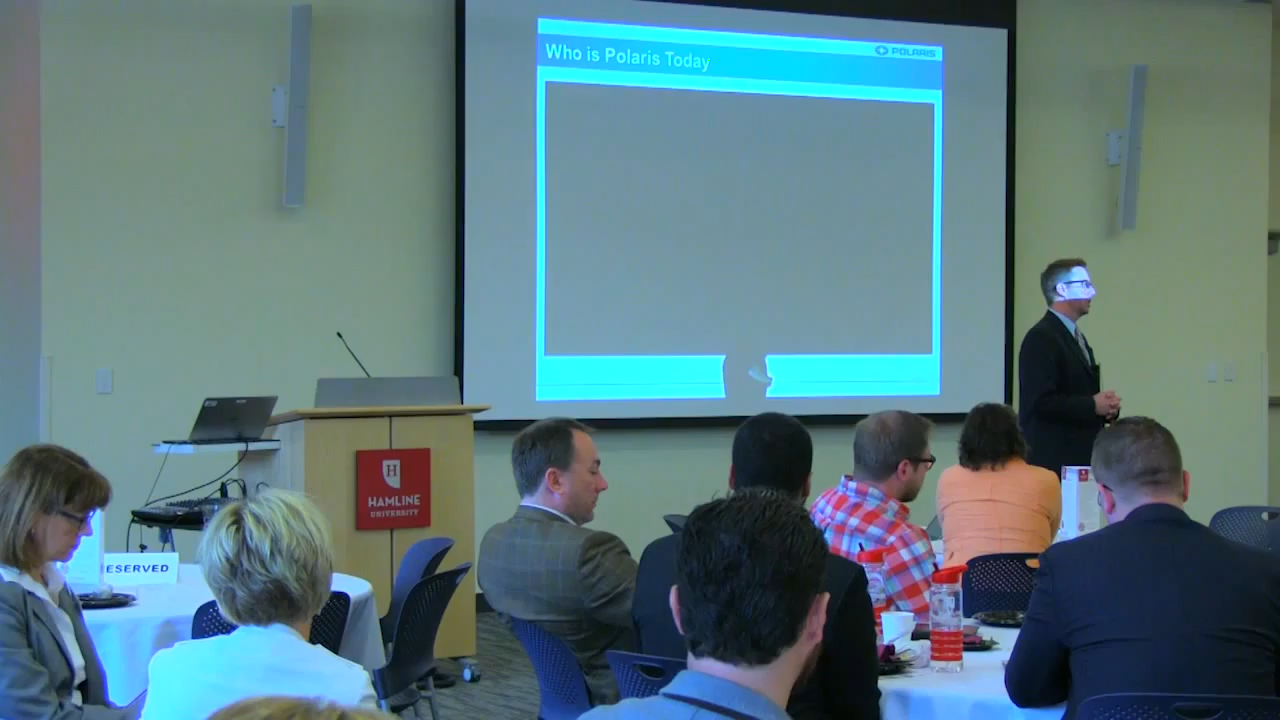 Who is Polaris Today
POLARIS
H
HAMLINE
UNIVERSITY
ESERVED